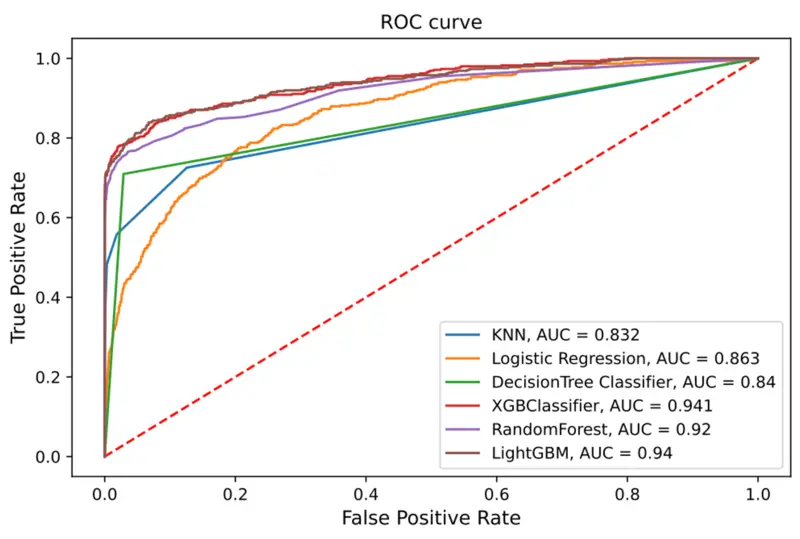 ROC curve
True Positive Rate
1.0
0.8
0.6
0.4
0.2
0.0
KNN, AUC = 0.832
Logistic Regression, AUC = 0.863
DecisionTree Classifier, AUC = 0.84
XGBClassifier, AUC = 0.941
RandomForest, AUC = 0.92
LightGBM, AUC = 0.94
0.0 0.2 0.4 0.6 0.8 1.0
False Positive Rate